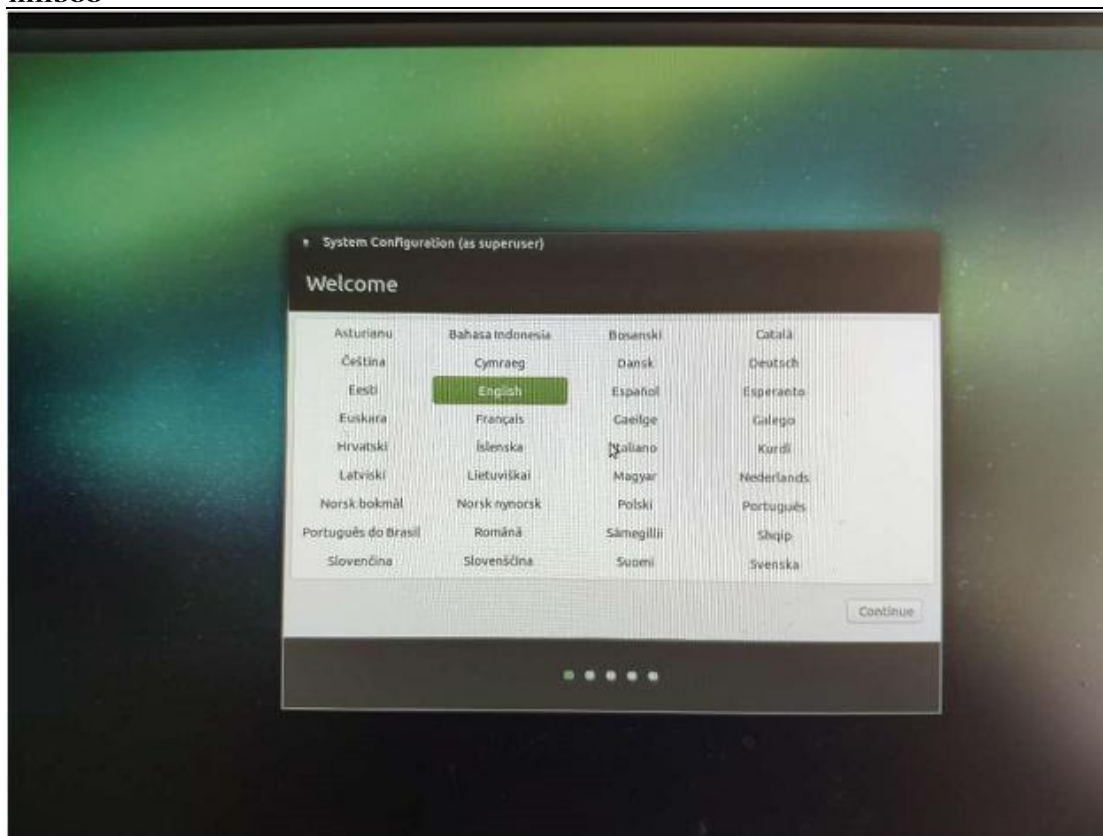 System Configuration (as superuser)
Welcome
Asturianu Bahasa Indonesia Bosanski Català
Čeština Cymraeg Dansk Deutsch
Eesti English Español Esperanto
Euskara Français Gaeilge Galego
Hrvatski Íslenska Italiano Kurdî
Latviski Lietuviškai Magyar Nederlands
Norsk bokmål Norsk nynorsk Polski Português
Português do Brasil Română Sámegillii Shqip
Slovenčina Slovenščina Suomi Svenska
Continue